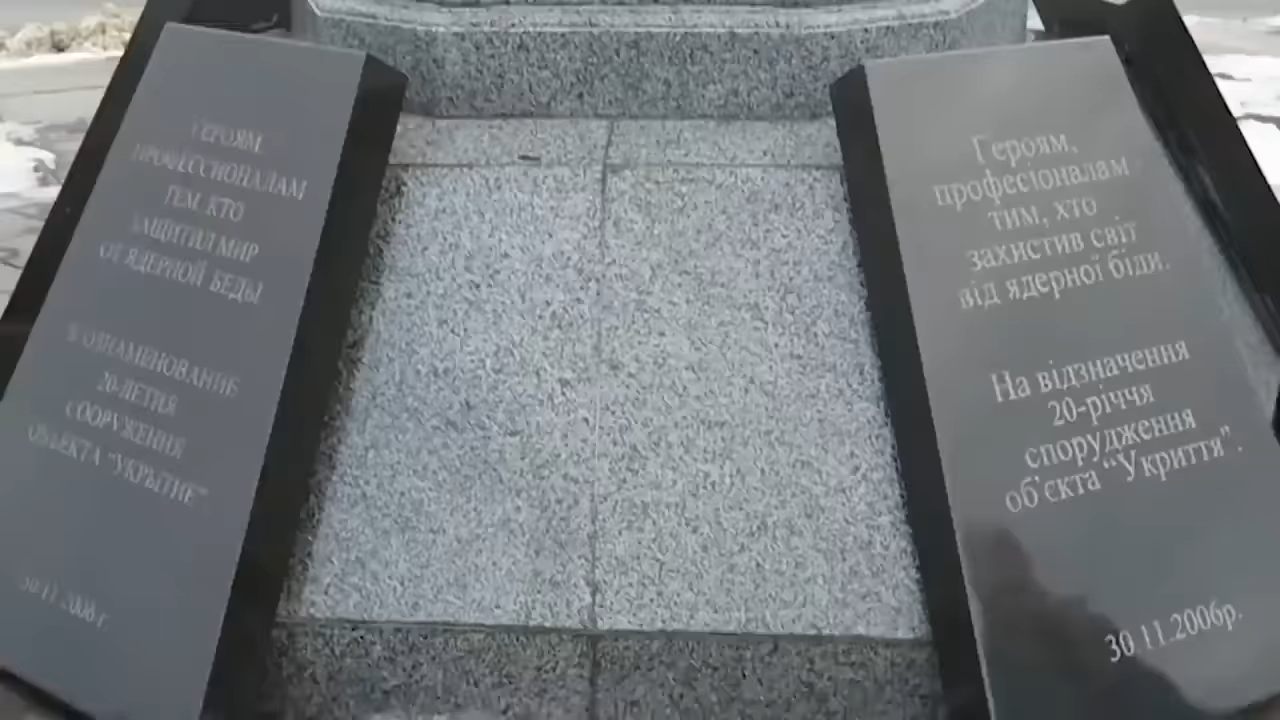 ГЕРОЯМ
ПРОФЕССИОНАЛАМ
ТЕМ, КТО
ЗАЩИТИЛ МИР
ОТ ЯДЕРНОЙ БЕДЫ
В ОЗНАМЕНОВАНИЕ
20-ЛЕТИЯ
СООРУЖЕНИЯ
ОБЪЕКТА "УКРЫТИЕ"
30.11.2006 г.
Героям,
професіоналам
тим, хто
захистив світ
від ядерної біди.
На відзначення
20-річчя
спорудження
об'єкта “Укриття”.
30.11.2006р.